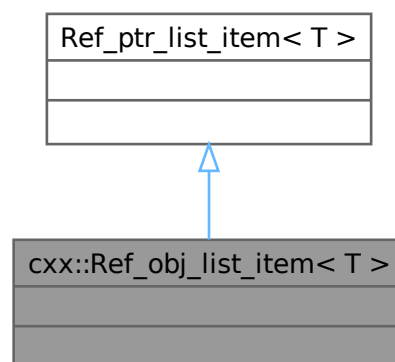 Ref_ptr_list_item< T >
cxx::Ref_obj_list_item< T >